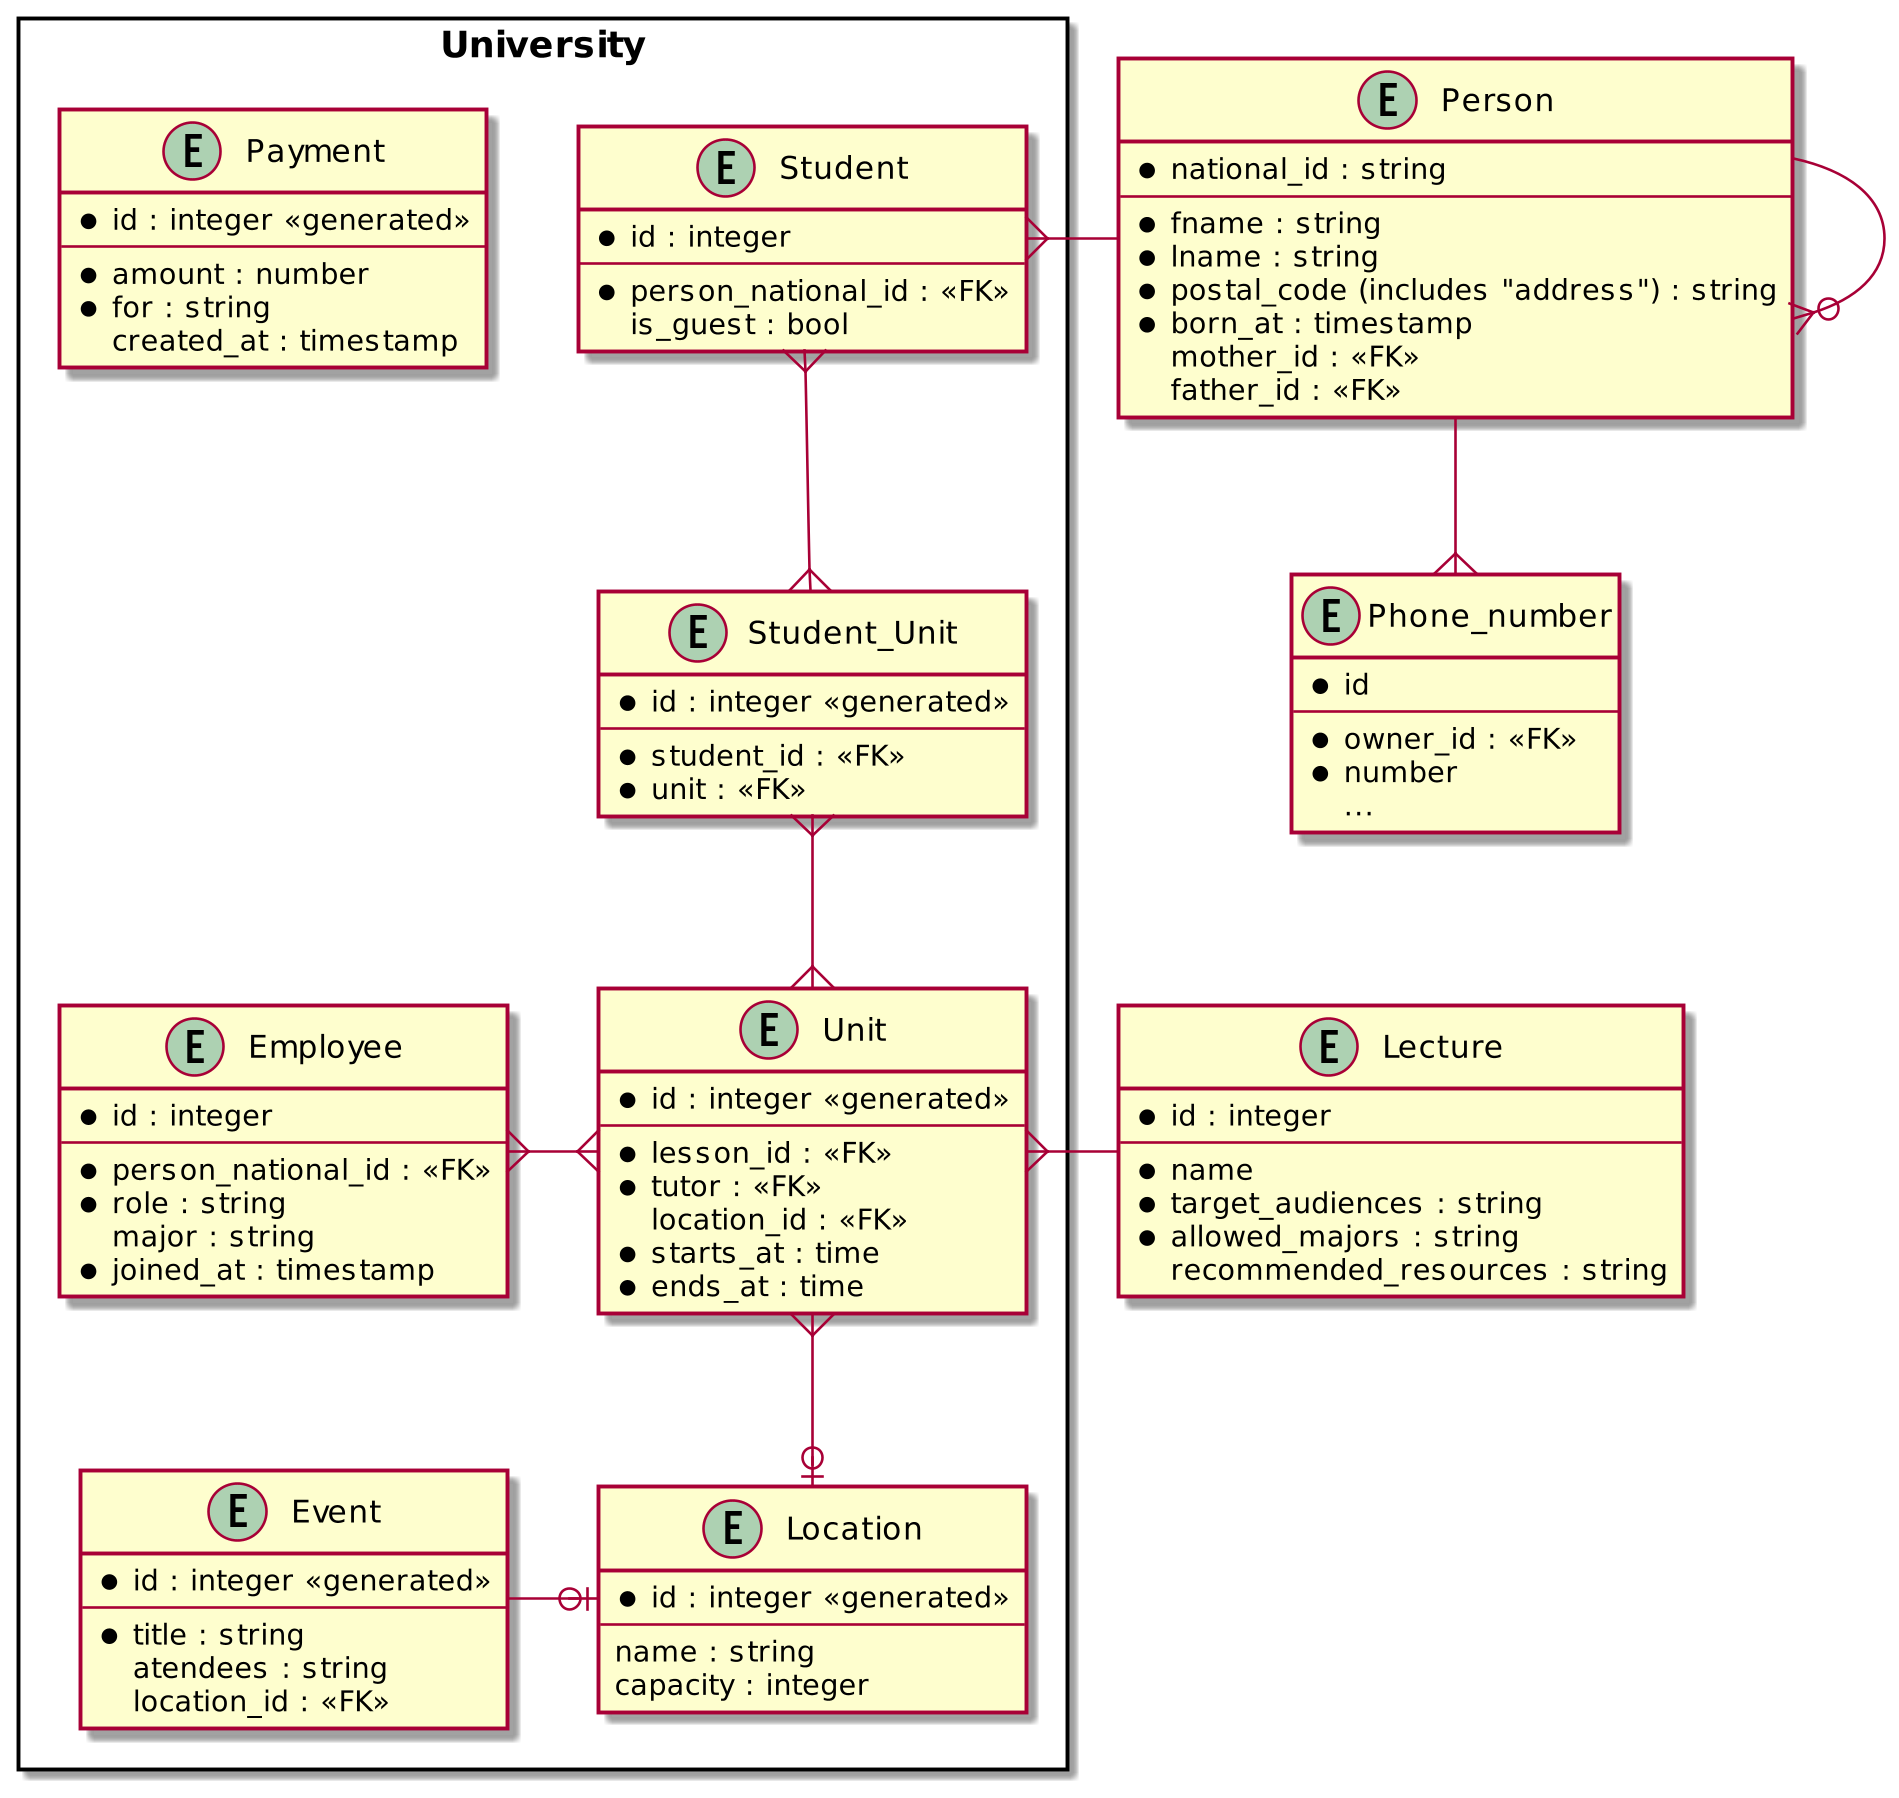 University
E Payment
id : integer «generated»
amount : number
for : string
created_at : timestamp
E Student
id : integer
person_national_id : «FK»
is_guest : bool
E Person
national_id : string
fname : string
lname : string
postal_code (includes "address") : string
born_at : timestamp
mother_id : «FK»
father_id : «FK»
E Student_Unit
id : integer «generated»
student_id : «FK»
unit : «FK»
E Phone_number
id
owner_id : «FK»
number
...
E Employee
id : integer
person_national_id : «FK»
role : string
major : string
joined_at : timestamp
E Unit
id : integer «generated»
lesson_id : «FK»
tutor : «FK»
location_id : «FK»
starts_at : time
ends_at : time
E Lecture
id : integer
name
target_audiences : string
allowed_majors : string
recommended_resources : string
E Event
id : integer «generated»
title : string
atendees : string
location_id : «FK»
E Location
id : integer «generated»
name : string
capacity : integer